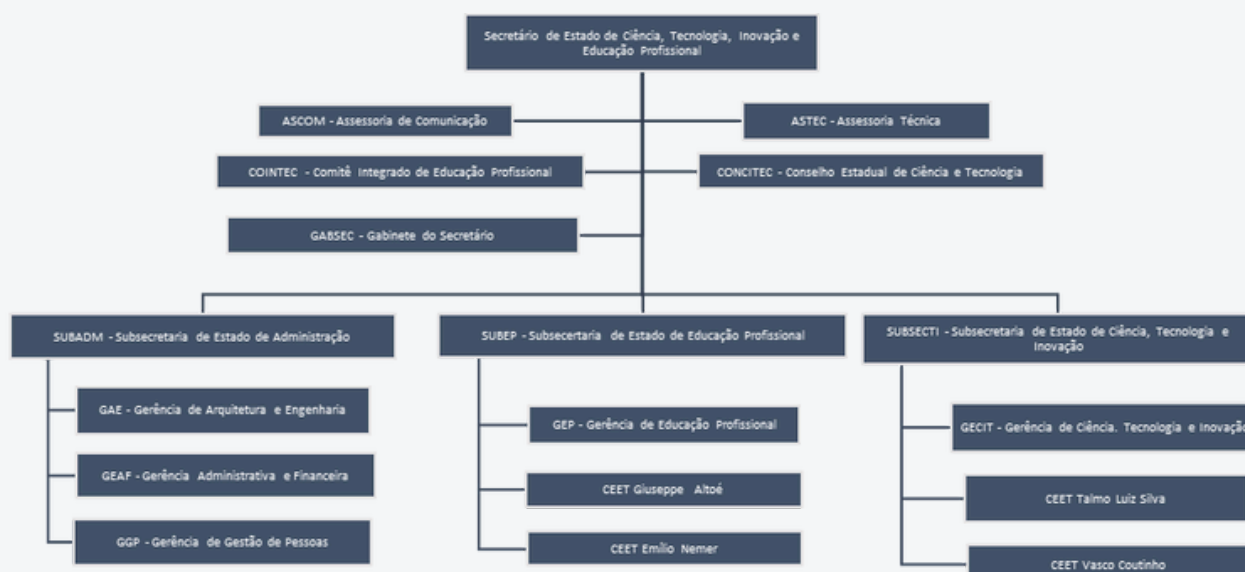 Secretário de Estado de Ciência, Tecnologia, Inovação e
Educação Profissional
ASCOM - Assessoria de Comunicação
ASTEC - Assessoria Técnica
COINTEC - Comitê Integrado de Educação Profissional
CONCITEC - Conselho Estadual de Ciência e Tecnologia
GABSEC - Gabinete do Secretário
SUBADM - Subsecretaria de Estado de Administração
SUBEP - Subsecertaria de Estado de Educação Profissional
SUBSECTI - Subsecretaria de Estado de Ciência, Tecnologia e
Inovação
GAE - Gerência de Arquitetura e Engenharia
GEP - Gerência de Educação Profissional
GECIT - Gerência de Ciência. Tecnologia e Inovação
GEAF - Gerência Administrativa e Financeira
CEET Giuseppe Altoé
CEET Talmo Luiz Silva
GGP - Gerência de Gestão de Pessoas
CEET Emílio Nemer
CEET Vasco Coutinho